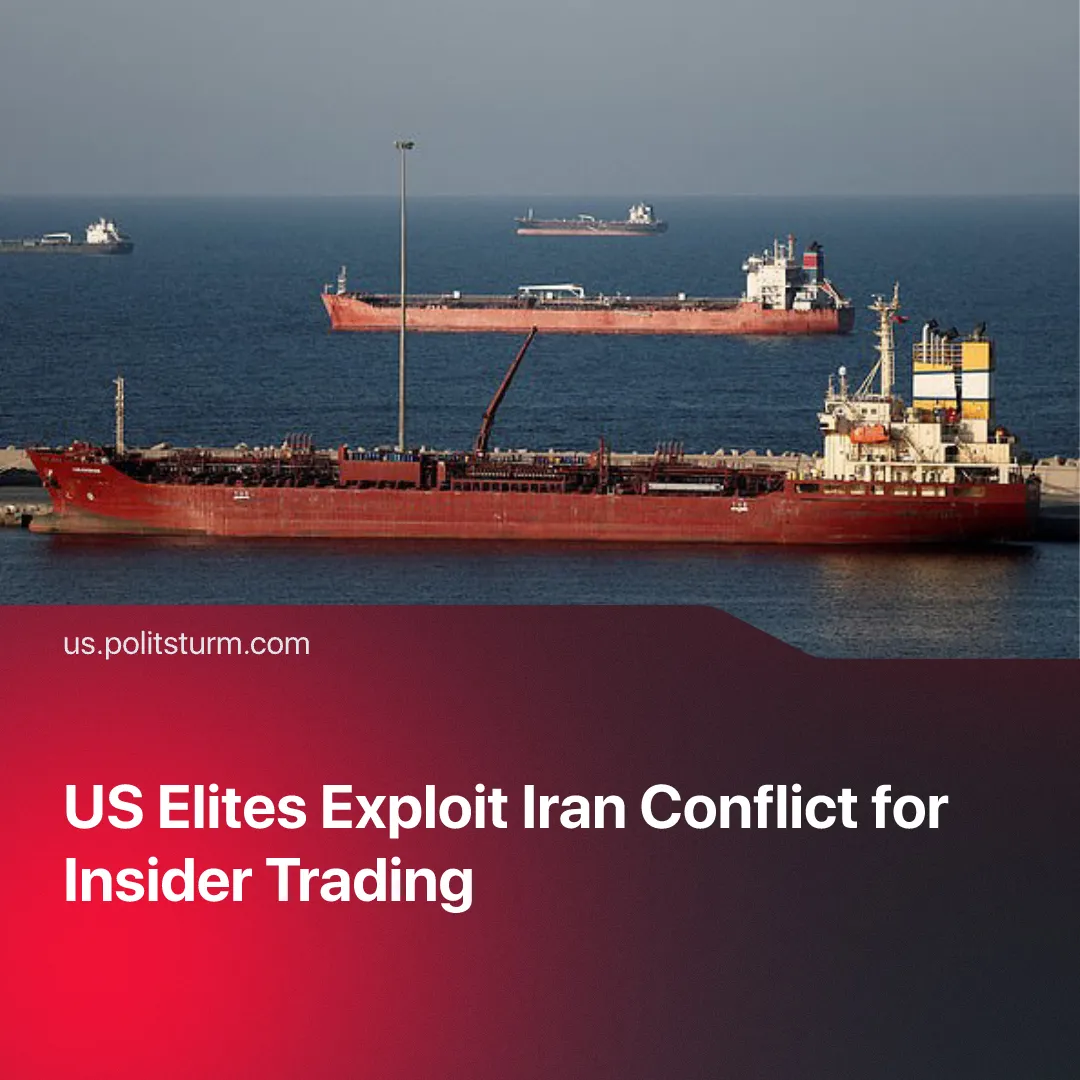 us.politsturm.com
US Elites Exploit Iran Conflict for
Insider Trading